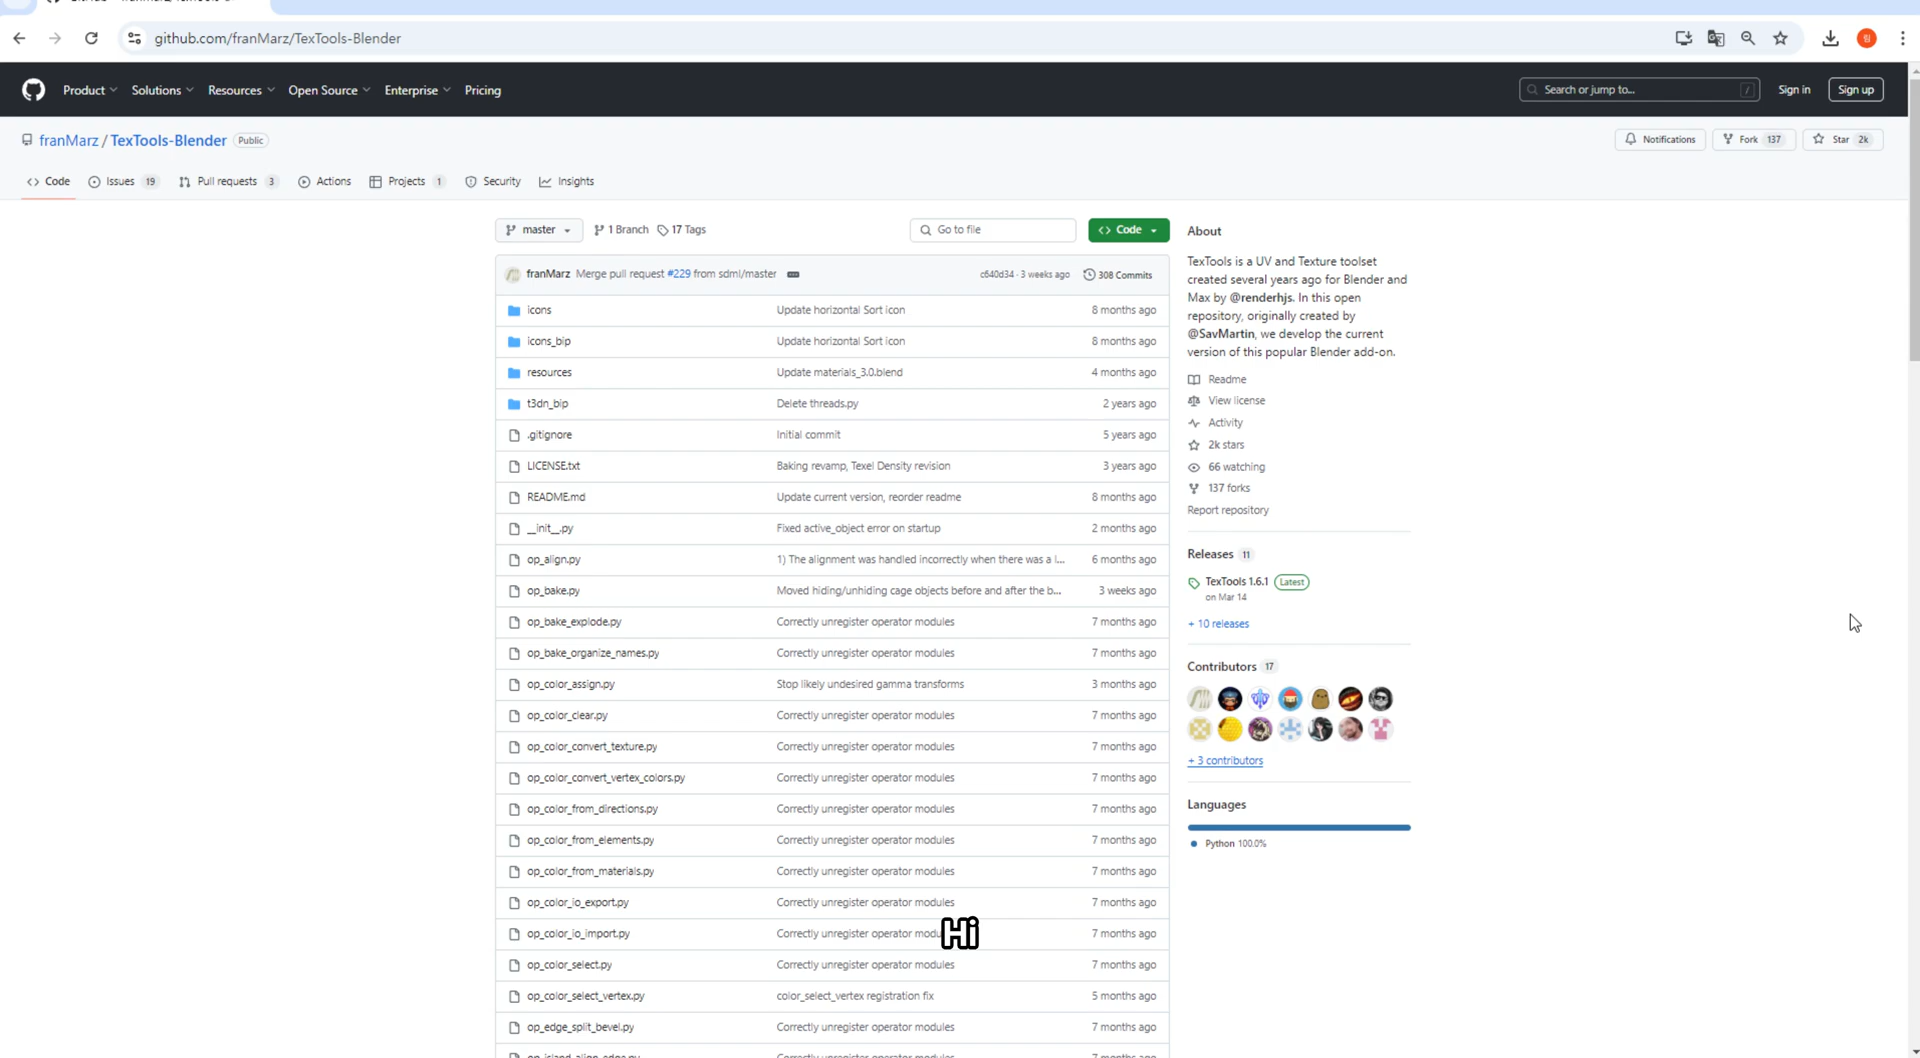 github.com/franMarz/TexTools-Blender
Product Solutions Resources Open Source Enterprise Pricing
Search or jump to... /
Sign in
Sign up
franMarz / TexTools-Blender Public
Notifications
Fork 137
Star 2k
Code
Issues 19
Pull requests 3
Actions
Projects 1
Security
Insights
master
1 Branch
17 Tags
Go to file
Code
franMarz Merge pull request #229 from sdml/master c640d34 · 3 weeks ago 308 Commits
icons Update horizontal Sort icon 8 months ago
icons_bip Update horizontal Sort icon 8 months ago
resources Update materials_3.0.blend 4 months ago
t3dn_bip Delete threads.py 2 years ago
.gitignore Initial commit 5 years ago
LICENSE.txt Baking revamp, Texel Density revision 3 years ago
README.md Update current version, reorder readme 8 months ago
__init__.py Fixed active_object error on startup 2 months ago
op_align.py 1) The alignment was handled incorrectly when there was a l... 6 months ago
op_bake.py Moved hiding/unhiding cage objects before and after the b... 3 weeks ago
op_bake_explode.py Correctly unregister operator modules 7 months ago
op_bake_organize_names.py Correctly unregister operator modules 7 months ago
op_color_assign.py Stop likely undesired gamma transforms 3 months ago
op_color_clear.py Correctly unregister operator modules 7 months ago
op_color_convert_texture.py Correctly unregister operator modules 7 months ago
op_color_convert_vertex_colors.py Correctly unregister operator modules 7 months ago
op_color_from_directions.py Correctly unregister operator modules 7 months ago
op_color_from_elements.py Correctly unregister operator modules 7 months ago
op_color_from_materials.py Correctly unregister operator modules 7 months ago
op_color_io_export.py Correctly unregister operator modules 7 months ago
op_color_io_import.py Correctly unregister operator 7 months ago
Hi
op_color_select.py Correctly unregister operator modules 7 months ago
op_color_select_vertex.py color_select_vertex registration fix 5 months ago
op_edge_split_bevel.py Correctly unregister operator modules 7 months ago
About
TexTools is a UV and Texture toolset
created several years ago for Blender and
Max by @renderhjs. In this open
repository, originally created by
@SavMartin, we develop the current
version of this popular Blender add-on.
Readme
View license
Activity
2k stars
66 watching
137 forks
Report repository
Releases 11
TexTools 1.6.1 Latest
on Mar 14
+ 10 releases
Contributors 17
+ 3 contributors
Languages
Python 100.0%